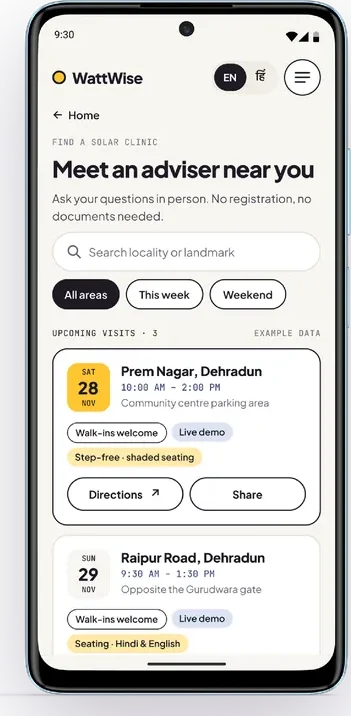 9:30
WattWise
EN
हिं
← Home
FIND A SOLAR CLINIC
Meet an adviser near you
Ask your questions in person. No registration, no
documents needed.
Search locality or landmark
All areas
This week
Weekend
UPCOMING VISITS · 3
EXAMPLE DATA
SAT
28
NOV
Prem Nagar, Dehradun
10:00 AM – 2:00 PM
Community centre parking area
Walk-ins welcome
Live demo
Step-free · shaded seating
Directions ↗
Share
SUN
29
NOV
Raipur Road, Dehradun
9:30 AM – 1:30 PM
Opposite the Gurudwara gate
Walk-ins welcome
Live demo
Seating · Hindi & English